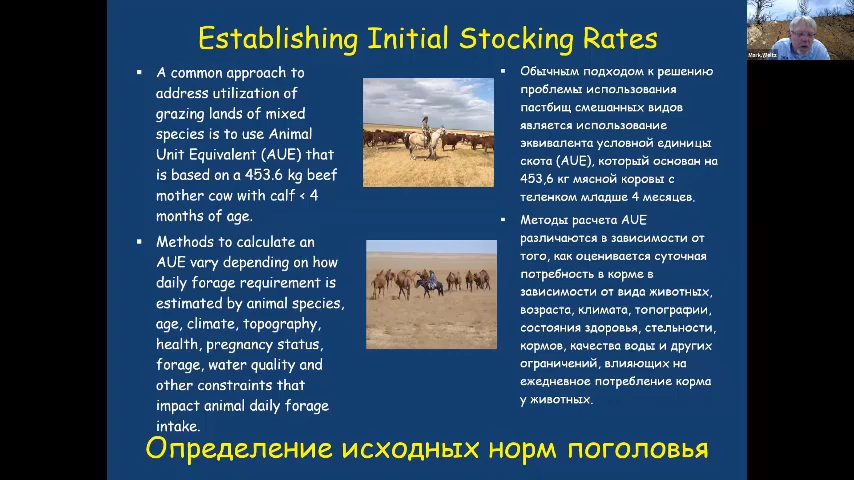 Establishing Initial Stocking Rates
A common approach to
address utilization of
grazing lands of mixed
species is to use Animal
Unit Equivalent (AUE) that
is based on a 453.6 kg beef
mother cow with calf < 4
months of age.
Methods to calculate an
AUE vary depending on how
daily forage requirement is
estimated by animal species,
age, climate, topography,
health, pregnancy status,
forage, water quality and
other constraints that
impact animal daily forage
intake.
Обычным подходом к решению
проблемы использования
пастбищ смешанных видов
является использование
эквивалента условной единицы
скота (AUE), который основан на
453,6 кг мясной коровы с
теленком младше 4 месяцев.
Методы расчета AUE
различаются в зависимости от
того, как оценивается суточная
потребность в корме в
зависимости от вида животных,
возраста, климата, топографии,
состояния здоровья, стельности,
кормов, качества воды и других
ограничений, влияющих на
ежедневное потребление корма
у животных.
Определение исходных норм поголовья
Mark.Weltz